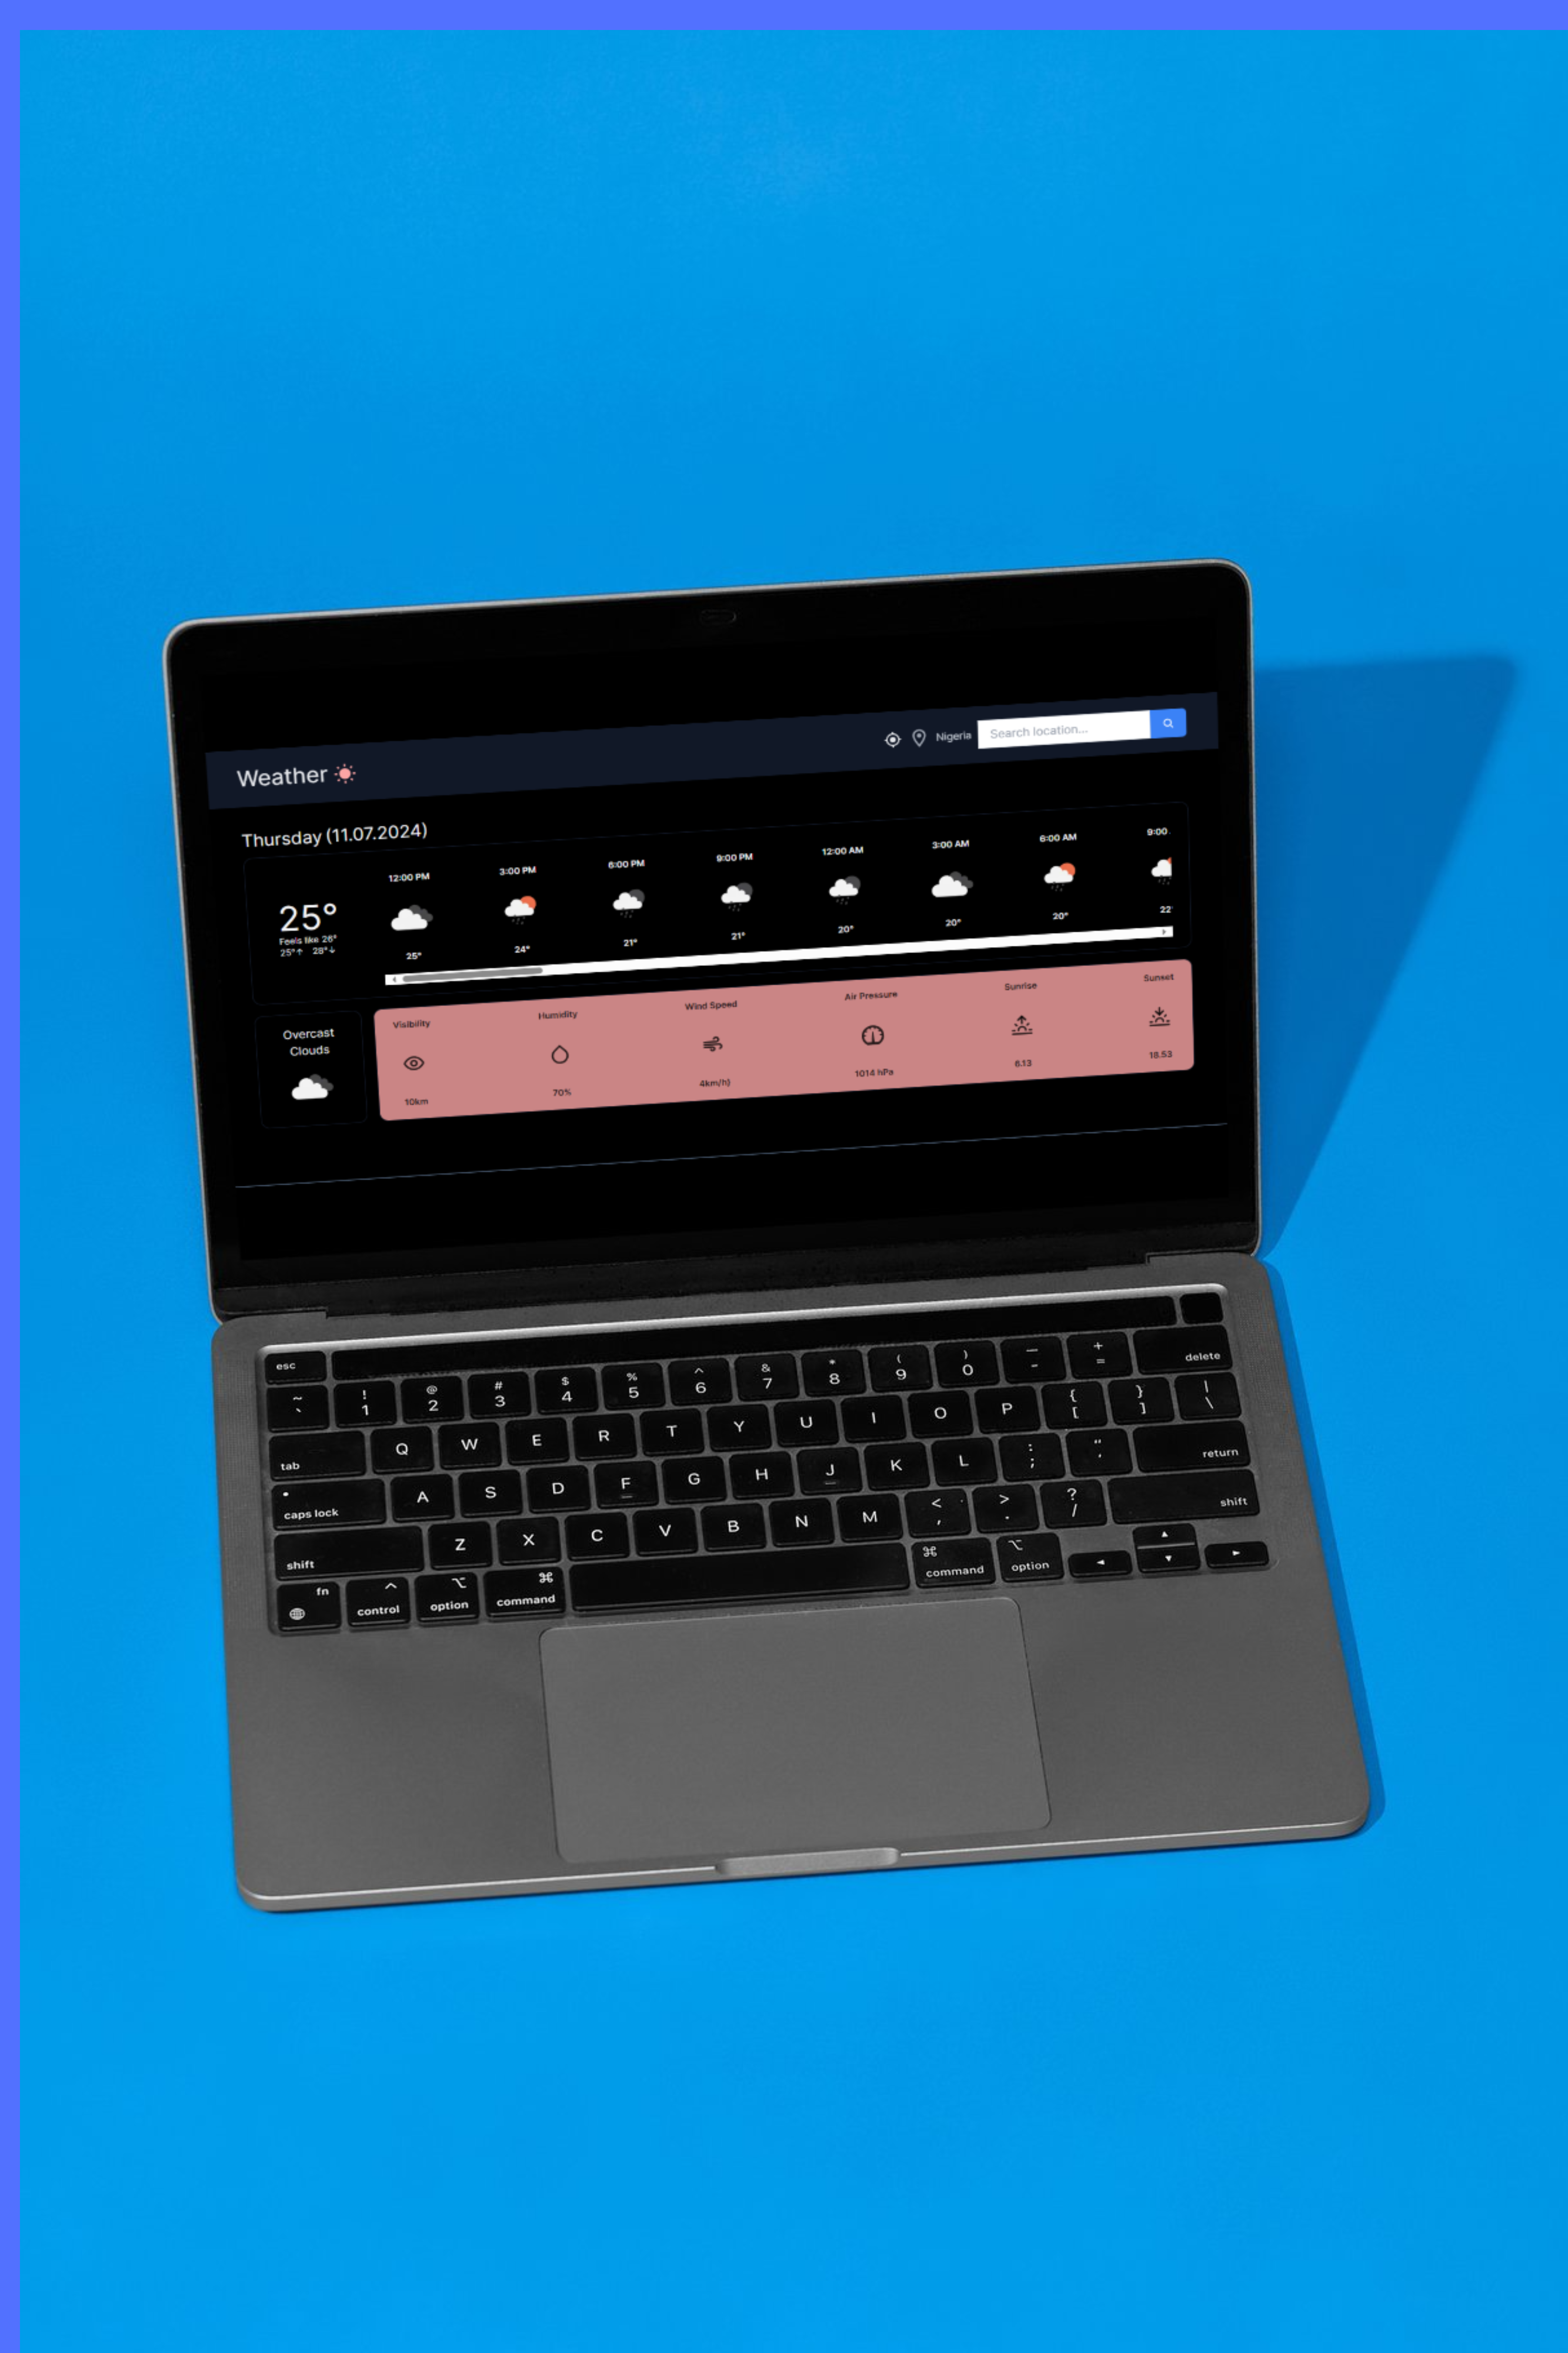 Weather
Nigeria
Search location...
Thursday (11.07.2024)
12:00 PM 3:00 PM 6:00 PM 9:00 PM 12:00 AM 3:00 AM 6:00 AM 9:00
25°
Feels like 26°
25°↑ 28°↓
25° 24° 21° 21° 20° 20° 20° 22
Overcast
Clouds
Visibility Humidity Wind Speed Air Pressure Sunrise Sunset
10km 70% 4km/h) 1014 hPa 6.13 18.53
esc
~ ! @ # $ % ^ & * ( ) — +
` 1 2 3 4 5 6 7 8 9 0 - = delete
tab Q W E R T Y U I O P { [ } ] | \
caps lock A S D F G H J K L : ; “ ‘ return
shift Z X C V B N M < , > . ? / shift
fn control option command command option